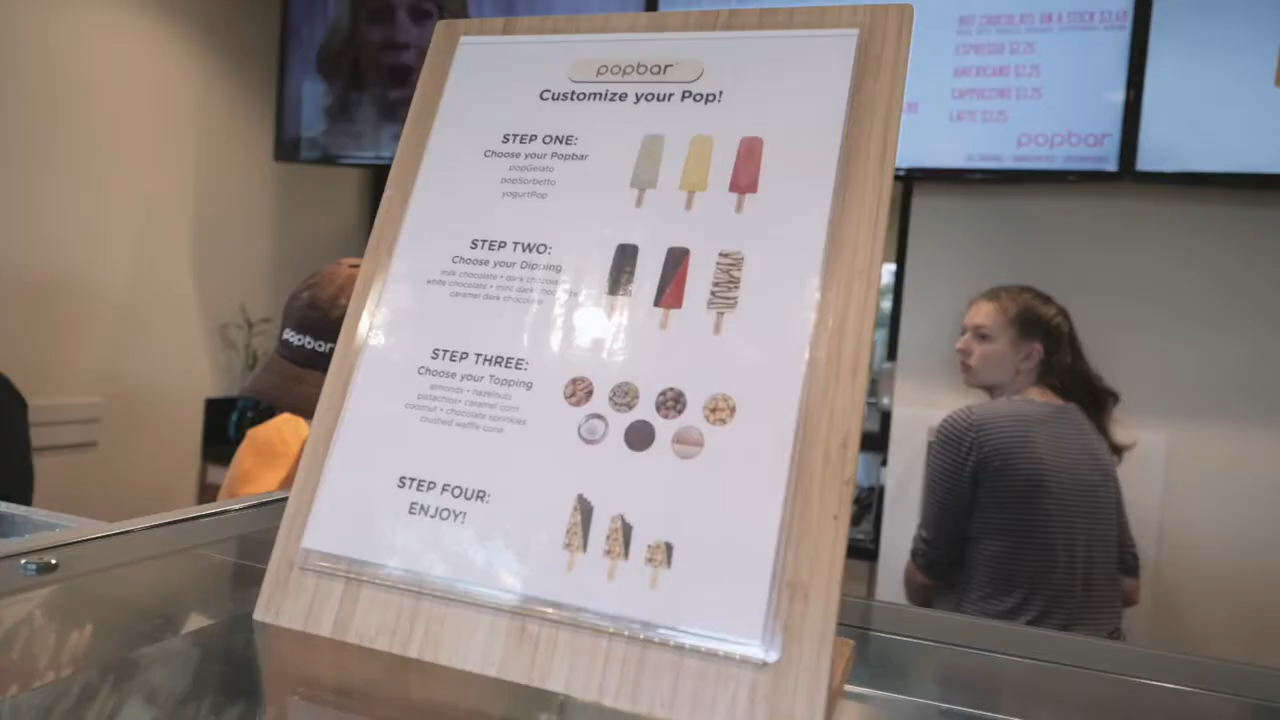 popbar
Customize your Pop!
STEP ONE:
Choose your Popbar
popGelato
popSorbetto
yogurtPop
STEP TWO:
Choose your Dipping
milk chocolate • dark chocolate
white chocolate • mint dark chocolate
caramel dark chocolate
STEP THREE:
Choose your Topping
almonds • hazelnuts
pistachios • caramel corn
coconut • chocolate sprinkles
crushed waffle cone
STEP FOUR:
ENJOY!
popbar
HOT CHOCOLATE ON A STICK $3.45
ESPRESSO $2.25
AMERICANO $2.25
CAPPUCCINO $3.25
LATTE $3.25
popbar